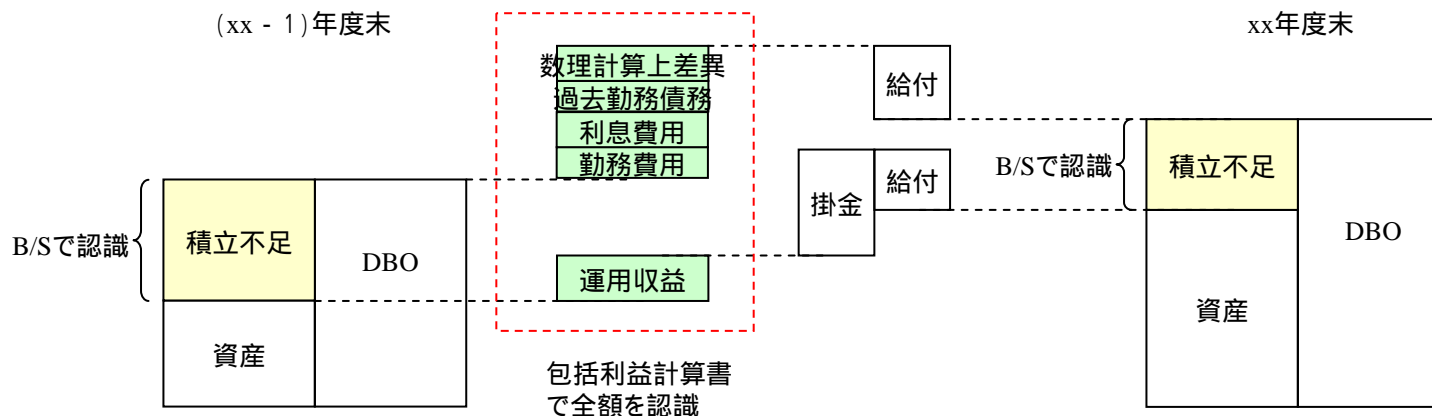 (xx - 1)年度末
xx年度末
数理計算上差異
過去勤務債務
利息費用
勤務費用
給付
掛金
給付
B/Sで認識
積立不足
DBO
B/Sで認識
積立不足
DBO
運用収益
資産
資産
包括利益計算書
で全額を認識